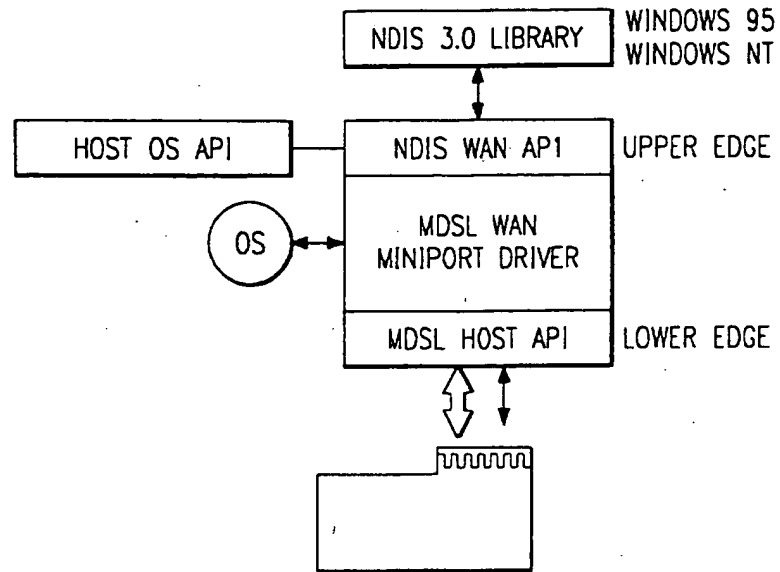 NDIS 3.0 LIBRARY
WINDOWS 95
WINDOWS NT
HOST OS API
NDIS WAN AP1
UPPER EDGE
OS
MDSL WAN
MINIPORT DRIVER
MDSL HOST API
LOWER EDGE